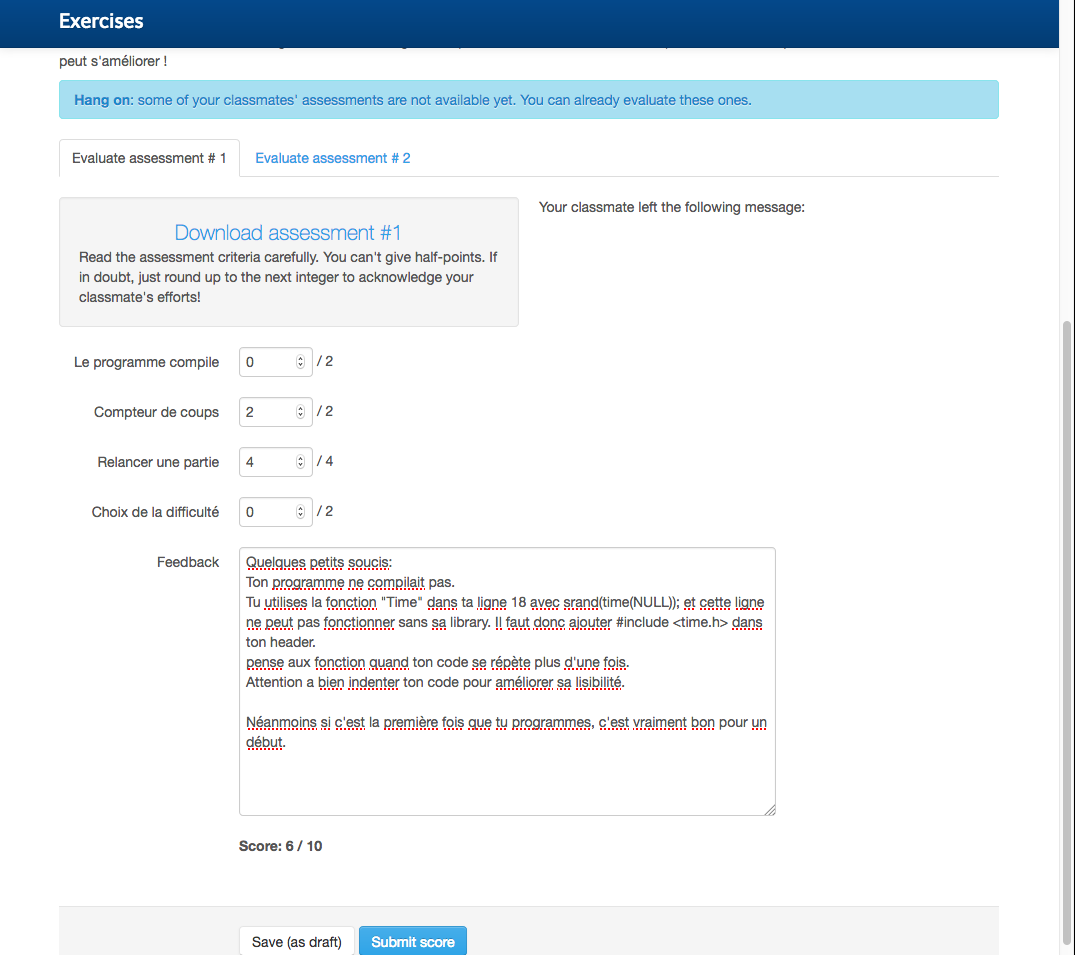 Exercises
peut s'améliorer !
Hang on: some of your classmates' assessments are not available yet. You can already evaluate these ones.
Evaluate assessment # 1
Evaluate assessment # 2
Download assessment #1
Read the assessment criteria carefully. You can't give half-points. If
in doubt, just round up to the next integer to acknowledge your
classmate's efforts!
Your classmate left the following message:
Le programme compile 0 / 2
Compteur de coups 2 / 2
Relancer une partie 4 / 4
Choix de la difficulté 0 / 2
Feedback
Quelques petits soucis:
Ton programme ne compilait pas.
Tu utilises la fonction "Time" dans ta ligne 18 avec srand(time(NULL)); et cette ligne
ne peut pas fonctionner sans sa library. Il faut donc ajouter #include <time.h> dans
ton header.
pense aux fonction quand ton code se répète plus d'une fois.
Attention a bien indenter ton code pour améliorer sa lisibilité.
Néanmoins si c'est la première fois que tu programmes, c'est vraiment bon pour un
début.
Score: 6 / 10
Save (as draft)
Submit score